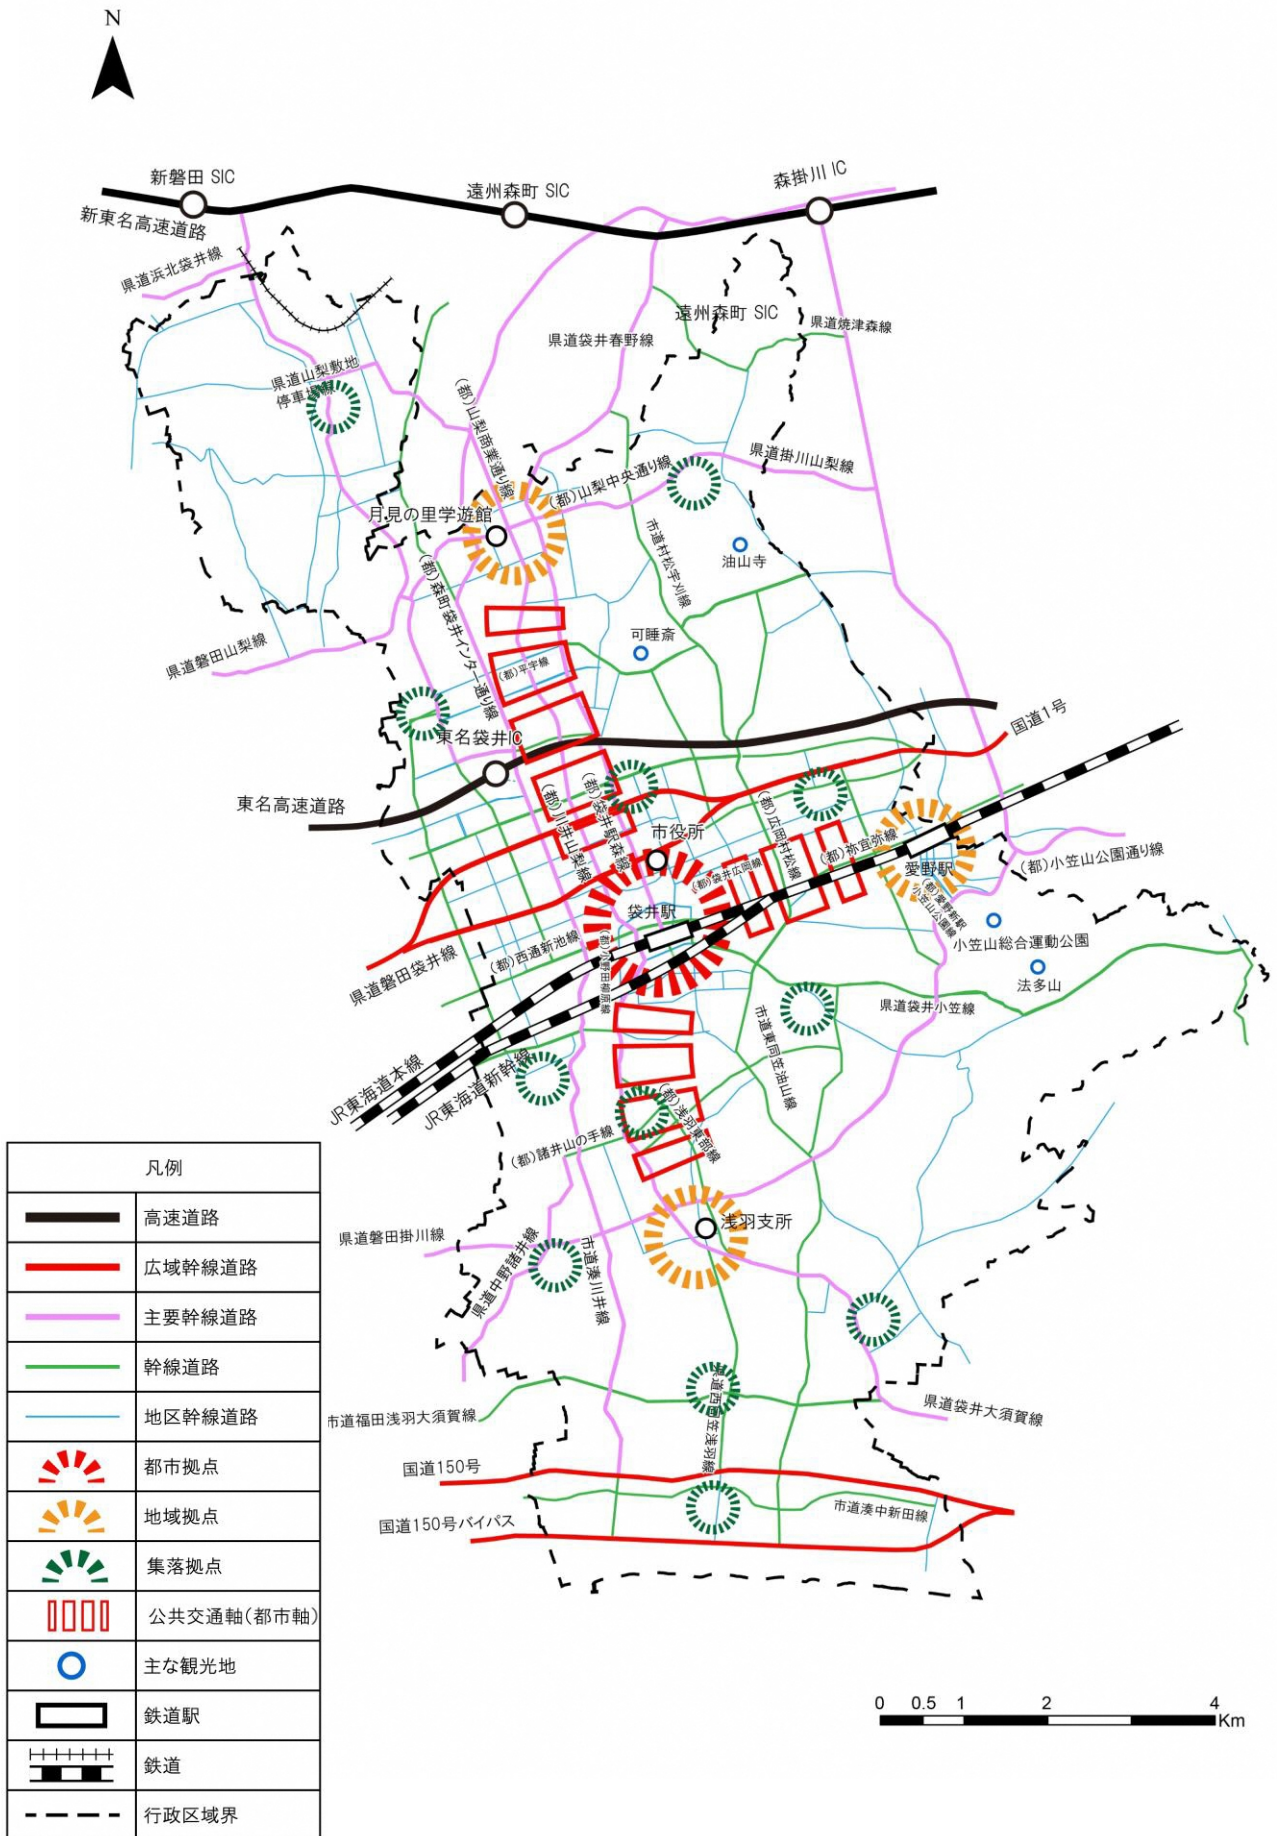 N
新磐田 SIC
遠州森町 SIC
森掛川 IC
新東名高速道路
県道浜北袋井線
遠州森町 SIC
県道焼津森線
県道袋井春野線
県道山梨敷地
停車場線
(都)山梨商業通り線
県道掛川山梨線
(都)山梨中央通り線
月見の里学遊館
市道村松宇刈線
油山寺
(都)森町袋井インター通り線
可睡斎
県道磐田山梨線
(都)平宇線
国道1号
東名袋井IC
東名高速道路
(都)川井山梨線
(都)袋井駅森線
市役所
(都)広岡村松線
(都)祢宜弥線
(都)袋井広岡線
愛野駅
(都)小笠山公園通り線
(都)愛野新駅
小笠山公園線
袋井駅
小笠山総合運動公園
(都)西通新池線
(都)小野田柳原線
県道磐田袋井線
法多山
県道袋井小笠線
市道東同笠油山線
JR東海道本線
JR東海道新幹線
(都)浅羽東部線
(都)諸井山の手線
浅羽支所
県道磐田掛川線
県道中野諸井線
市道湊川井線
県道西同笠浅羽線
市道福田浅羽大須賀線
県道袋井大須賀線
国道150号
市道湊中新田線
国道150号バイパス
凡例
高速道路
広域幹線道路
主要幹線道路
幹線道路
地区幹線道路
都市拠点
地域拠点
集落拠点
公共交通軸(都市軸)
主な観光地
鉄道駅
鉄道
行政区域界
0 0.5 1 2 4
Km